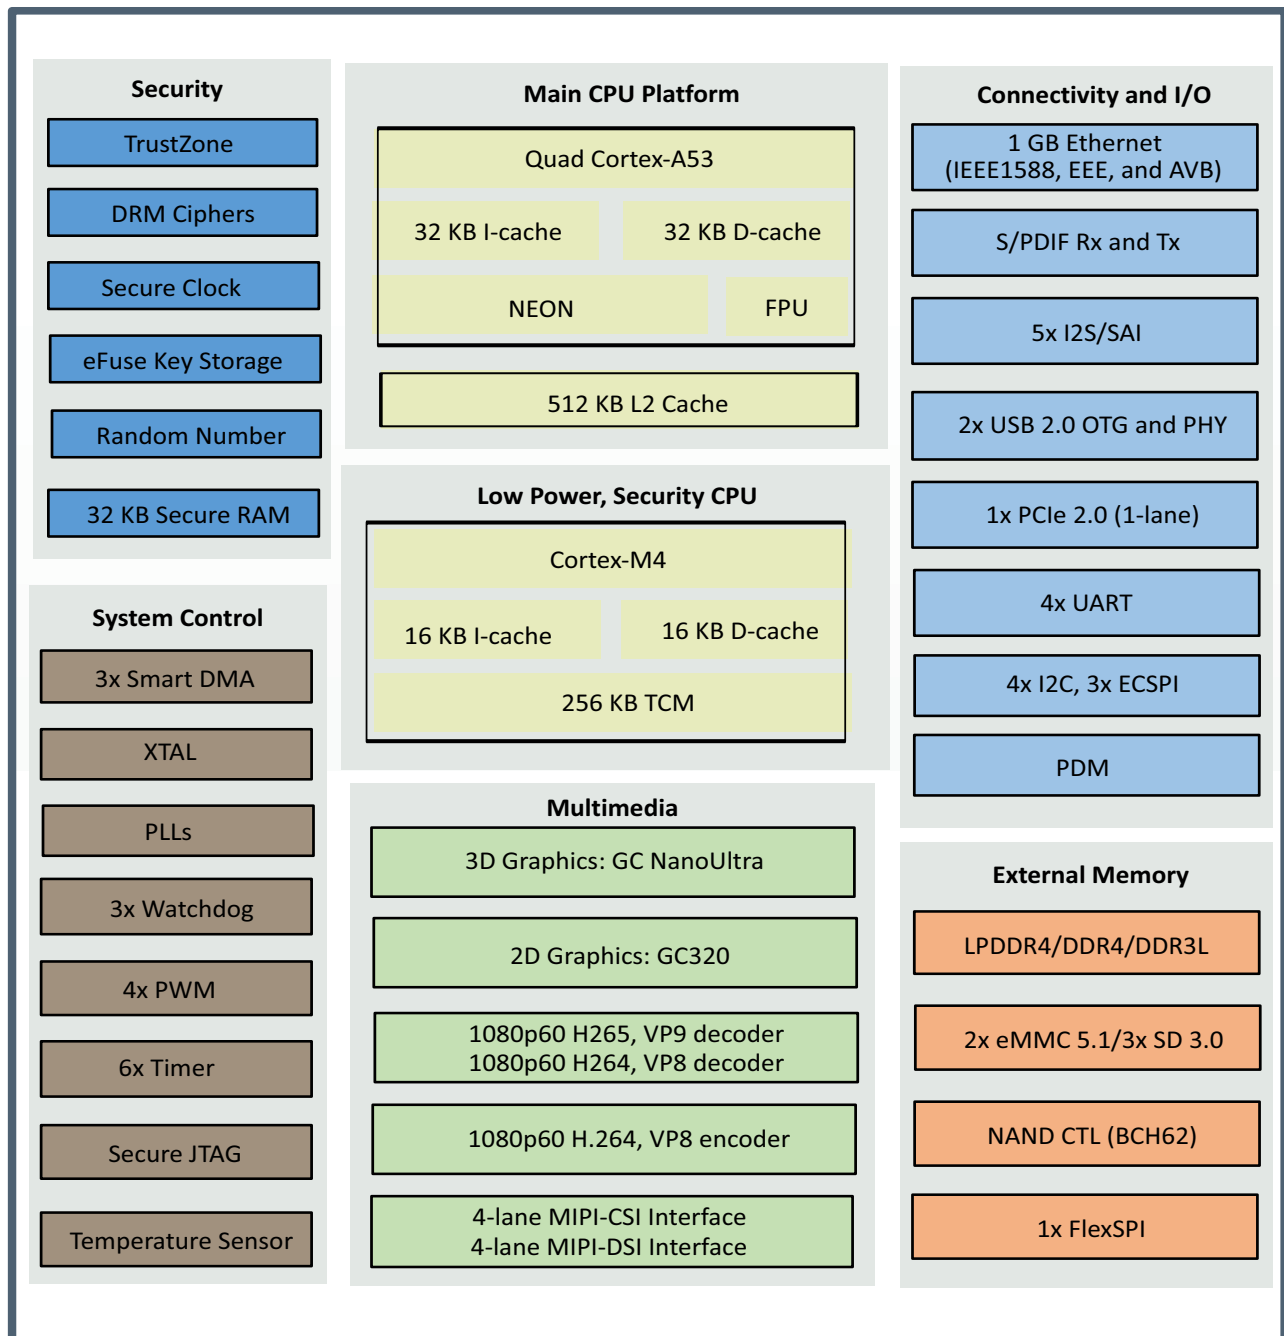 Security
TrustZone
DRM Ciphers
Secure Clock
eFuse Key Storage
Random Number
32 KB Secure RAM
System Control
3x Smart DMA
XTAL
PLLs
3x Watchdog
4x PWM
6x Timer
Secure JTAG
Temperature Sensor
Main CPU Platform
Quad Cortex-A53
32 KB I-cache
32 KB D-cache
NEON
FPU
512 KB L2 Cache
Low Power, Security CPU
Cortex-M4
16 KB I-cache
16 KB D-cache
256 KB TCM
Multimedia
3D Graphics: GC NanoUltra
2D Graphics: GC320
1080p60 H265, VP9 decoder
1080p60 H264, VP8 decoder
1080p60 H.264, VP8 encoder
4-lane MIPI-CSI Interface
4-lane MIPI-DSI Interface
Connectivity and I/O
1 GB Ethernet
(IEEE1588, EEE, and AVB)
S/PDIF Rx and Tx
5x I2S/SAI
2x USB 2.0 OTG and PHY
1x PCIe 2.0 (1-lane)
4x UART
4x I2C, 3x ECSPI
PDM
External Memory
LPDDR4/DDR4/DDR3L
2x eMMC 5.1/3x SD 3.0
NAND CTL (BCH62)
1x FlexSPI